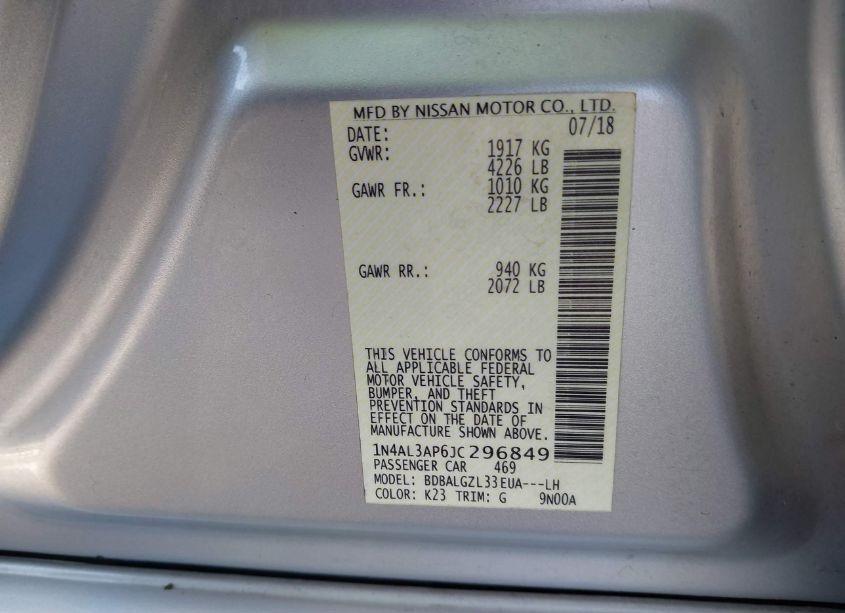 MFD BY NISSAN MOTOR CO., LTD.
DATE: 07/18
GVWR: 1917 KG
4226 LB
GAWR FR.: 1010 KG
2227 LB
GAWR RR.: 940 KG
2072 LB
THIS VEHICLE CONFORMS TO
ALL APPLICABLE FEDERAL
MOTOR VEHICLE SAFETY,
BUMPER, AND THEFT
PREVENTION STANDARDS IN
EFFECT ON THE DATE OF
MANUFACTURE SHOWN ABOVE.
1N4AL3AP6JC296849
PASSENGER CAR 469
MODEL: BDBALGZL33EUA---LH
COLOR: K23 TRIM: G 9N00A